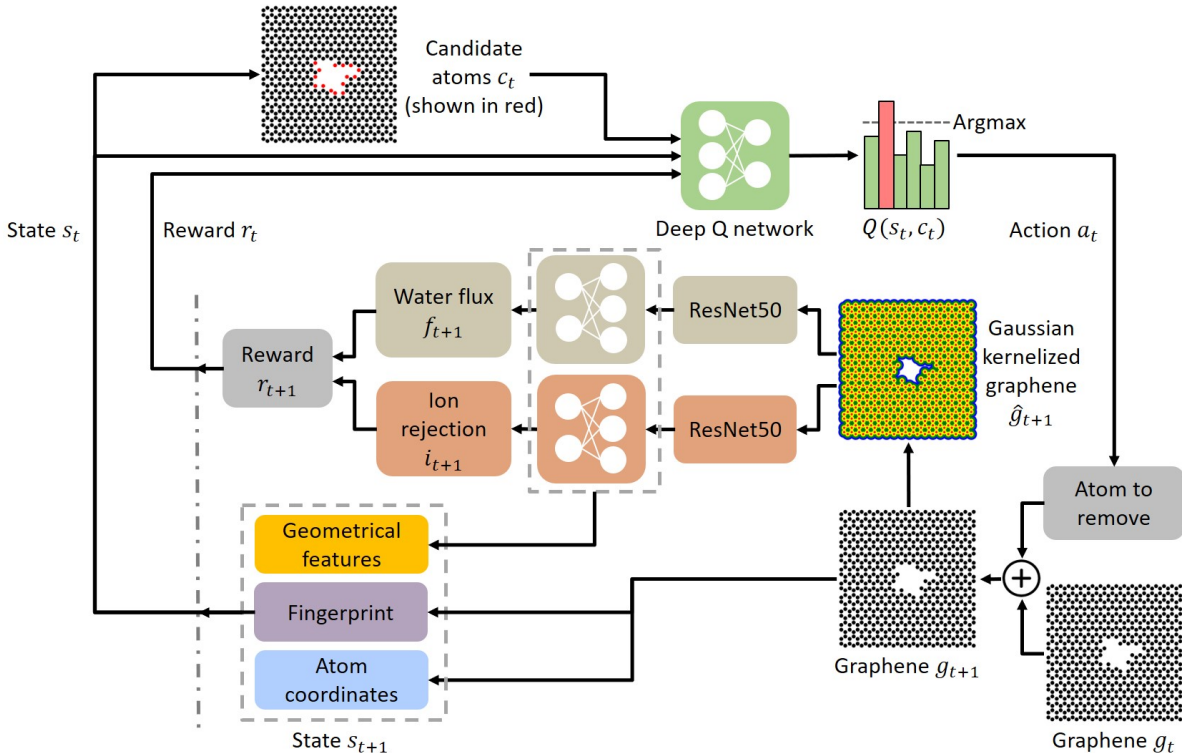 Candidate
atoms c_t
(shown in red)
Argmax
State s_t
Reward r_t
Deep Q network
Q(s_t, c_t)
Action a_t
Water flux
f_{t+1}
ResNet50
Gaussian
kernelized
graphene
ĝ_{t+1}
Reward
r_{t+1}
Ion
rejection
i_{t+1}
ResNet50
Atom to
remove
Geometrical
features
Fingerprint
Atom
coordinates
Graphene g_{t+1}
State s_{t+1}
Graphene g_t